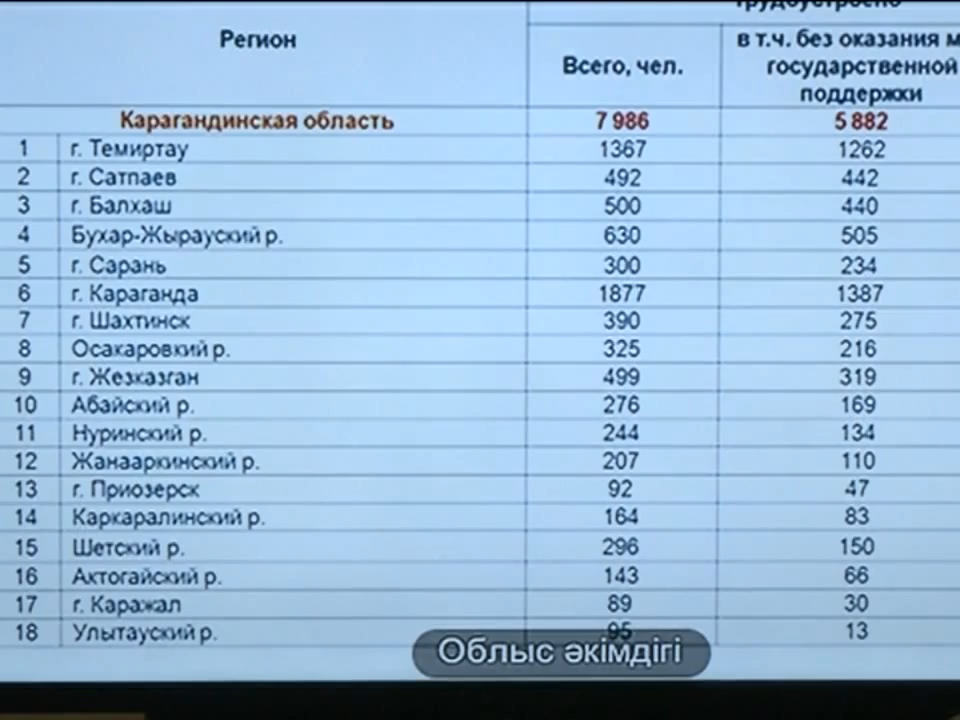 Трудоустроено
Регион
Всего, чел.
в т.ч. без оказания м
государственной
поддержки
Карагандинская область 7 986 5 882
1 г. Темиртау 1367 1262
2 г. Сатпаев 492 442
3 г. Балхаш 500 440
4 Бухар-Жырауский р. 630 505
5 г. Сарань 300 234
6 г. Караганда 1877 1387
7 г. Шахтинск 390 275
8 Осакаровкий р. 325 216
9 г. Жезказган 499 319
10 Абайский р. 276 169
11 Нуринский р. 244 134
12 Жанааркинский р. 207 110
13 г. Приозерск 92 47
14 Каркаралинский р. 164 83
15 Шетский р. 296 150
16 Актогайский р. 143 66
17 г. Каражал 89 30
18 Улытауский р. 95 13
Облыс әкімдігі